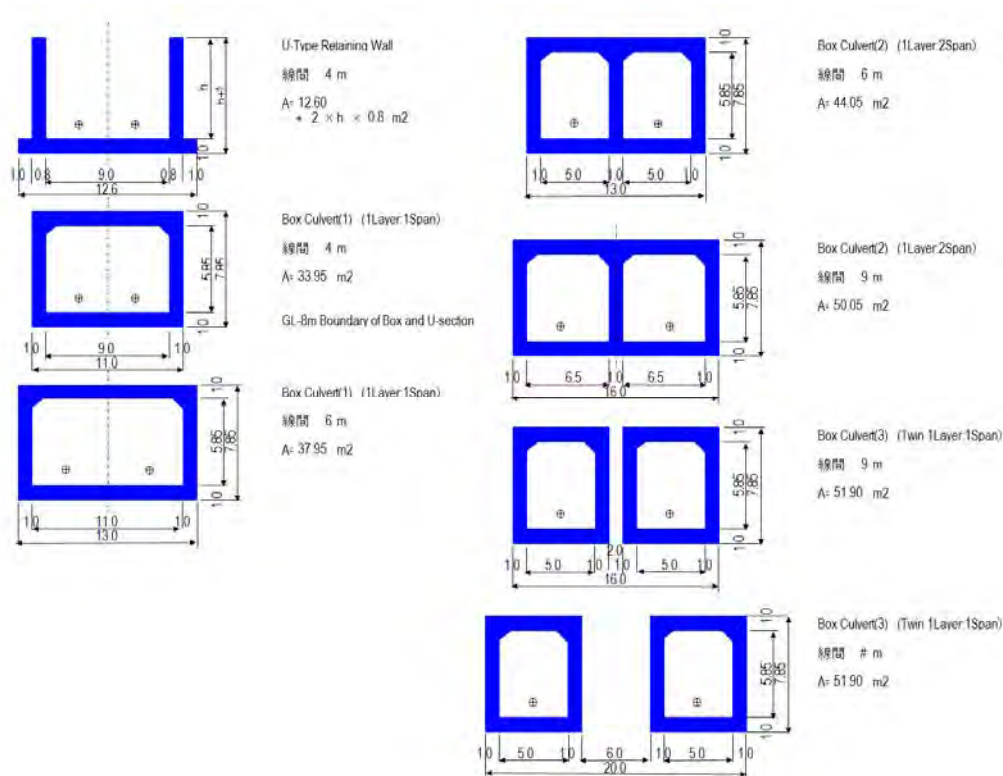 U-Type Retaining Wall
線間 4 m
A= 12.60
+ 2 × h × 0.8 m2
h
1.0
1.0 0.8 9.0 0.8 1.0
12.6
Box Culvert(1) (1Layer:1Span)
線間 4 m
A= 33.95 m2
GL-8m Boundary of Box and U-section
1.0
5.85
7.85
1.0
1.0 9.0 1.0
11.0
Box Culvert(1) (1Layer:1Span)
線間 6 m
A= 37.95 m2
1.0
5.85
7.85
1.0
1.0 11.0 1.0
13.0
Box Culvert(2) (1Layer:2Span)
線間 6 m
A= 44.05 m2
1.0
5.85
7.85
1.0
1.0 5.0 1.0 5.0 1.0
13.0
Box Culvert(2) (1Layer:2Span)
線間 9 m
A= 50.05 m2
1.0
5.85
7.85
1.0
1.0 6.5 1.0 6.5 1.0
16.0
Box Culvert(3) (Twin 1Layer:1Span)
線間 9 m
A= 51.90 m2
1.0
5.85
7.85
1.0
2.0
1.0 5.0 1.0 1.0 5.0 1.0
16.0
Box Culvert(3) (Twin 1Layer:1Span)
線間 # m
A= 51.90 m2
1.0
5.85
7.85
1.0
1.0 5.0 1.0 6.0 1.0 5.0 1.0
20.0